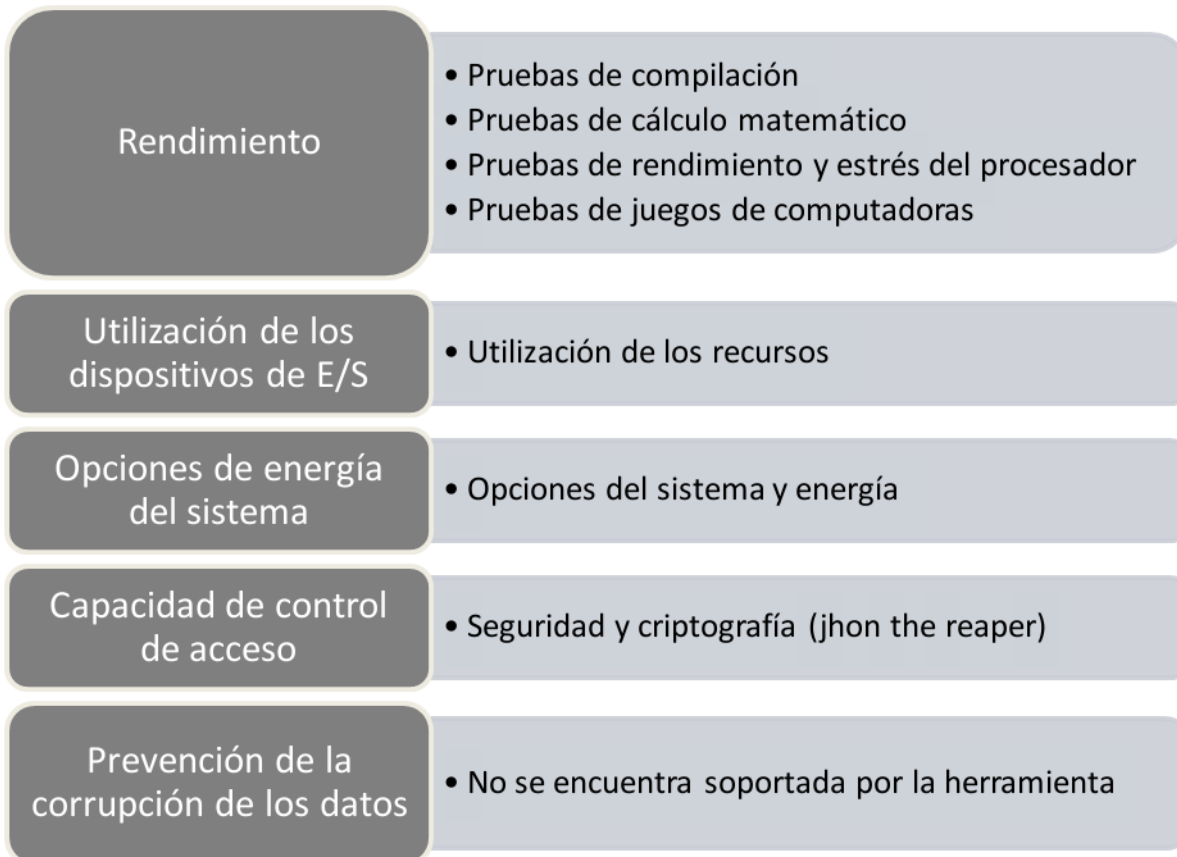 Rendimiento
• Pruebas de compilación
• Pruebas de cálculo matemático
• Pruebas de rendimiento y estrés del procesador
• Pruebas de juegos de computadoras
Utilización de los
dispositivos de E/S
• Utilización de los recursos
Opciones de energía
del sistema
• Opciones del sistema y energía
Capacidad de control
de acceso
• Seguridad y criptografía (jhon the reaper)
Prevención de la
corrupción de los datos
• No se encuentra soportada por la herramienta